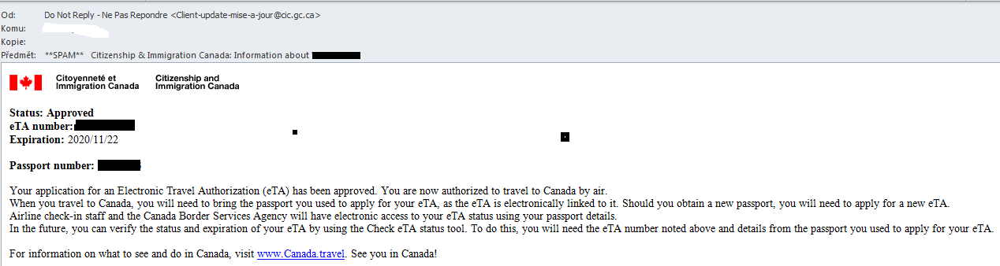 Od: Do Not Reply - Ne Pas Repondre <Client-update-mise-a-jour@cic.gc.ca>
Komu:
Kopie:
Předmět: **SPAM** Citizenship & Immigration Canada: Information about
Citoyenneté et Citizenship and
Immigration Canada Immigration Canada
Status: Approved
eTA number:
Expiration: 2020/11/22
Passport number:
Your application for an Electronic Travel Authorization (eTA) has been approved. You are now authorized to travel to Canada by air.
When you travel to Canada, you will need to bring the passport you used to apply for your eTA, as the eTA is electronically linked to it. Should you obtain a new passport, you will need to apply for a new eTA.
Airline check-in staff and the Canada Border Services Agency will have electronic access to your eTA status using your passport details.
In the future, you can verify the status and expiration of your eTA by using the Check eTA status tool. To do this, you will need the eTA number noted above and details from the passport you used to apply for your eTA.
For information on what to see and do in Canada, visit www.Canada.travel. See you in Canada!